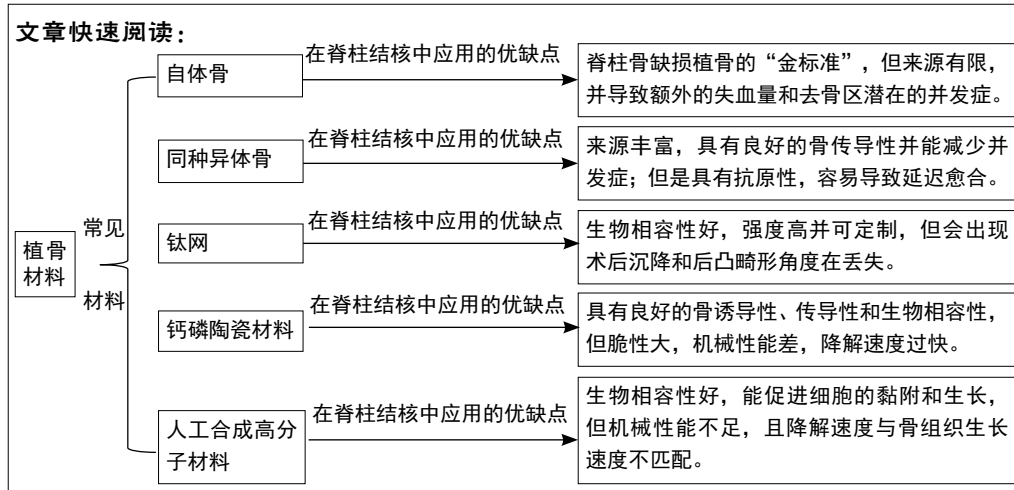 文章快速阅读：
植骨
材料
常见
材料
自体骨
在脊柱结核中应用的优缺点
脊柱骨缺损植骨的“金标准”，但来源有限，
并导致额外的失血量和去骨区潜在的并发症。
同种异体骨
在脊柱结核中应用的优缺点
来源丰富，具有良好的骨传导性并能减少并
发症；但是具有抗原性，容易导致延迟愈合。
钛网
在脊柱结核中应用的优缺点
生物相容性好，强度高并可定制，但会出现
术后沉降和后凸畸形角度在丢失。
钙磷陶瓷材料
在脊柱结核中应用的优缺点
具有良好的骨诱导性、传导性和生物相容性，
但脆性大，机械性能差，降解速度过快。
人工合成高分
子材料
在脊柱结核中应用的优缺点
生物相容性好，能促进细胞的黏附和生长，
但机械性能不足，且降解速度与骨组织生长
速度不匹配。